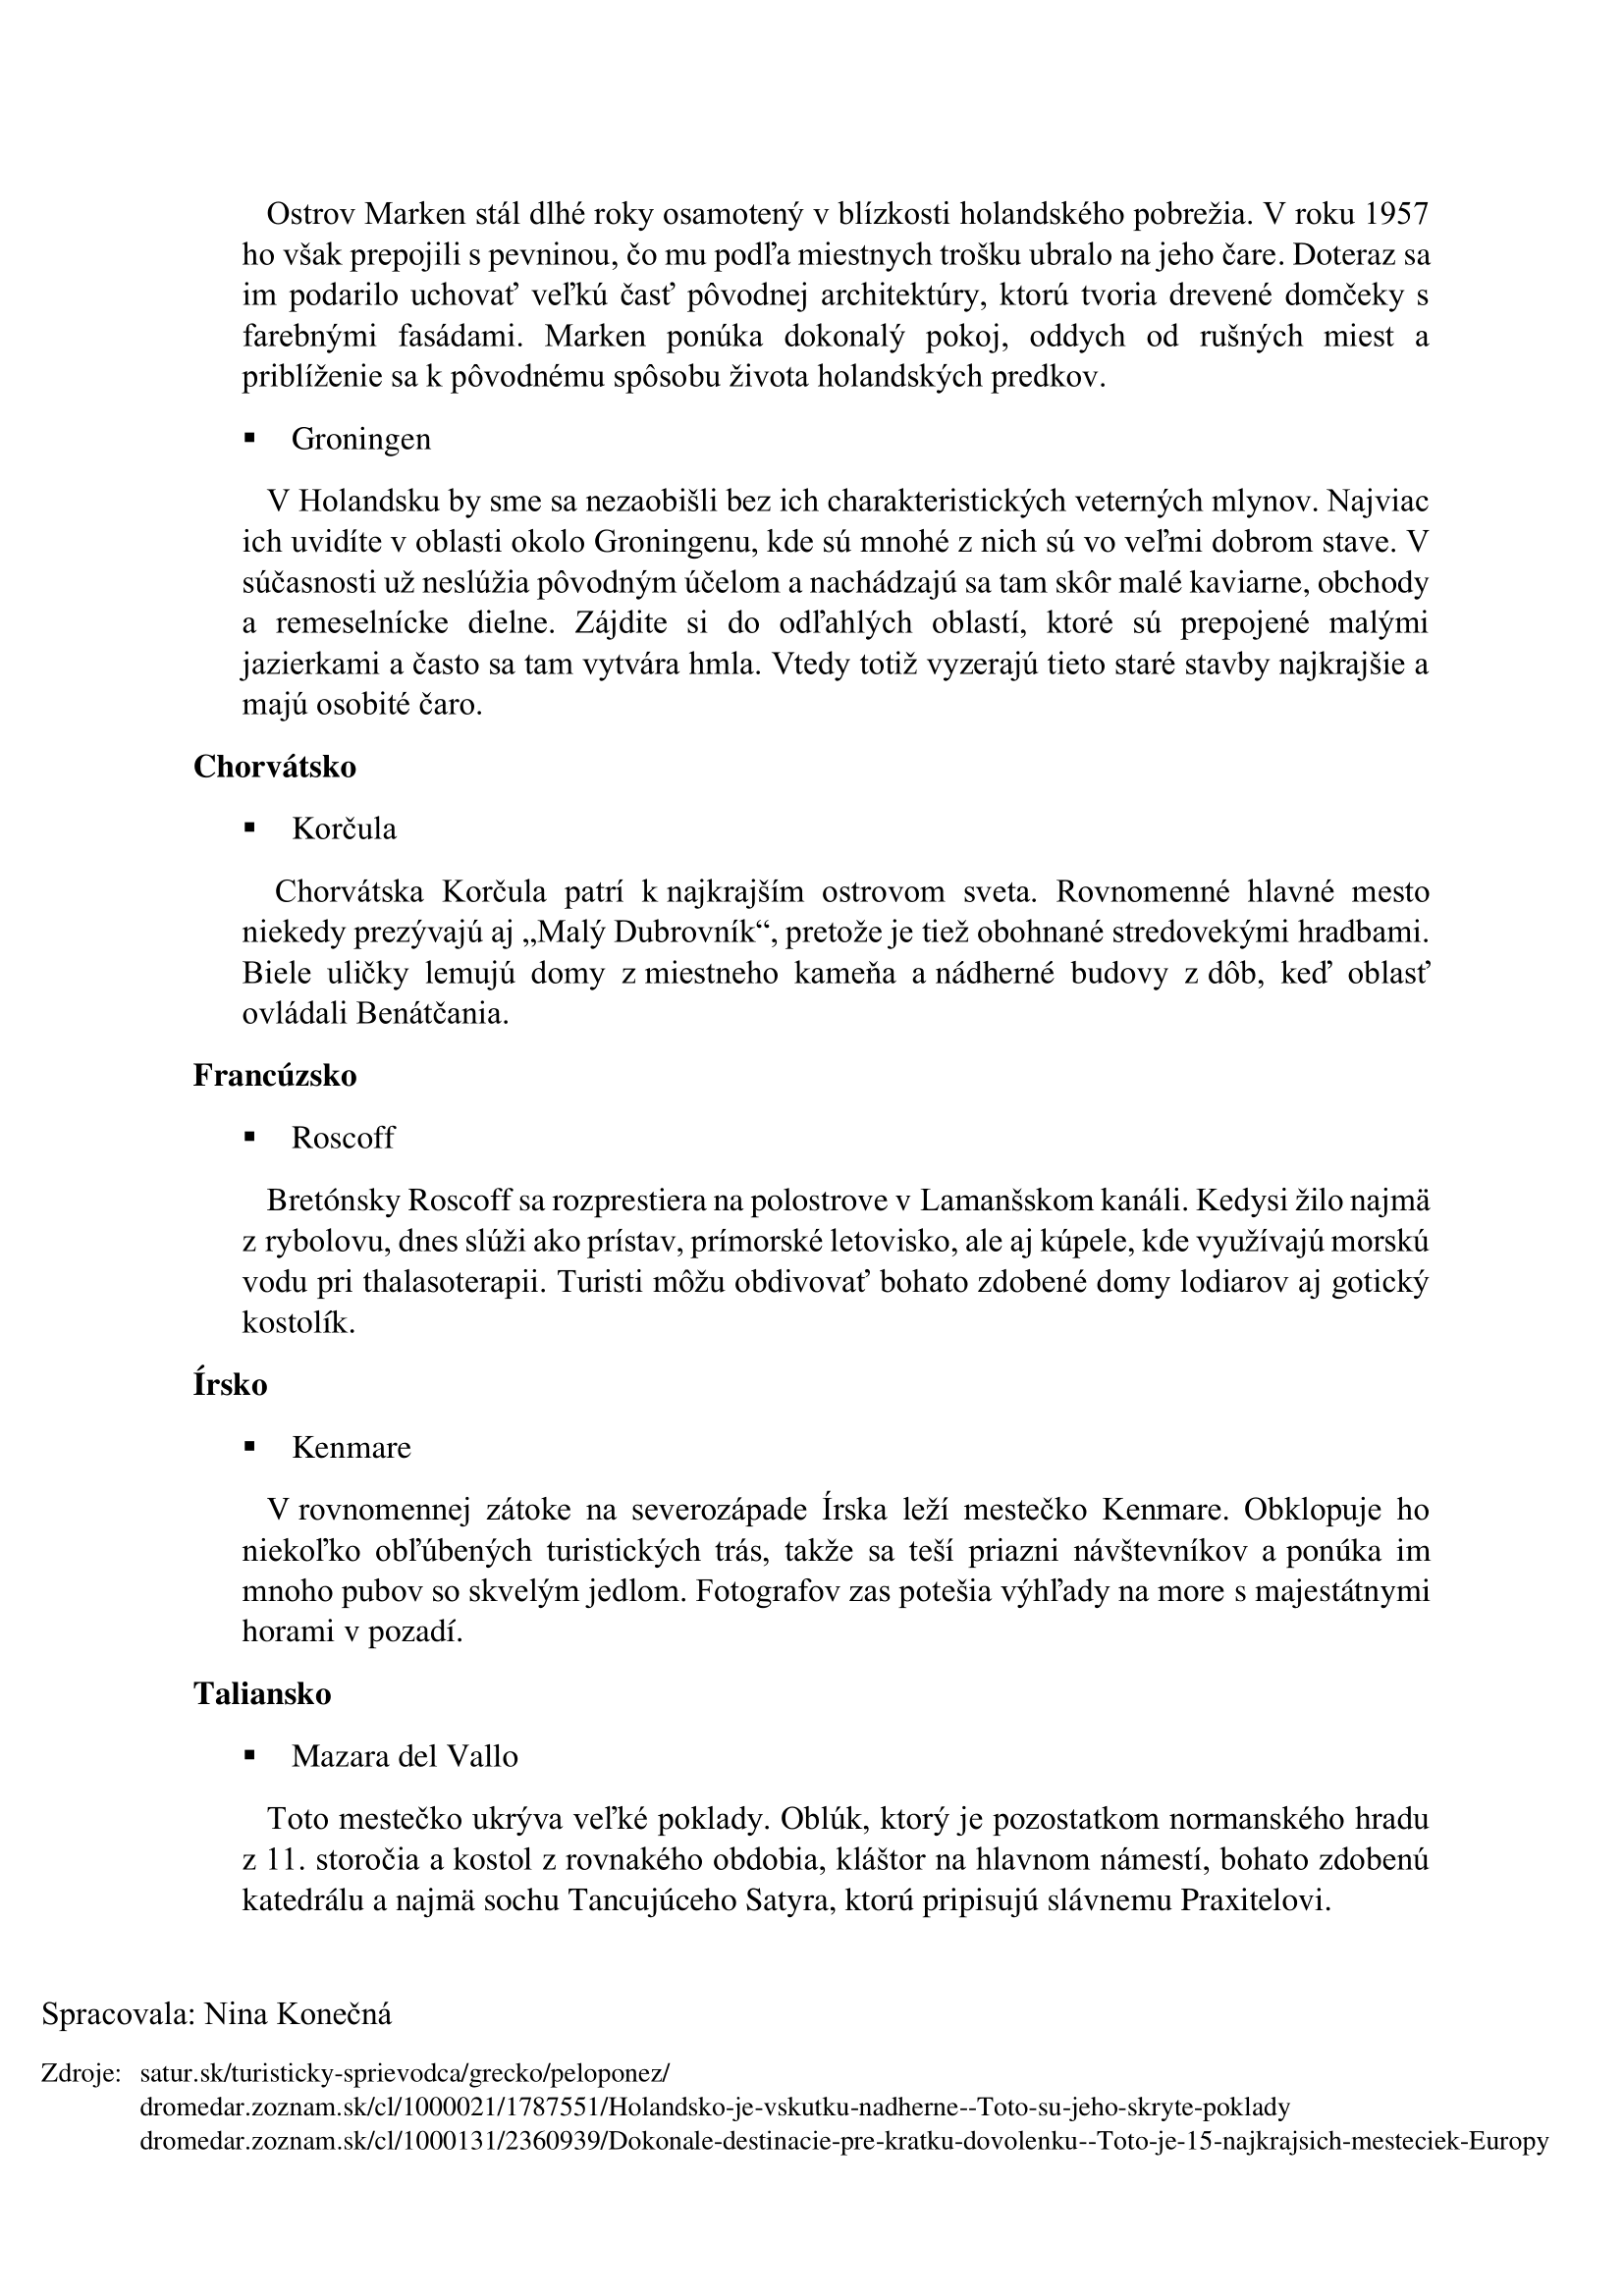 Ostrov Marken stál dlhé roky osamotený v blízkosti holandského pobrežia. V roku 1957
ho však prepojili s pevninou, čo mu podľa miestnych trošku ubralo na jeho čare. Doteraz sa
im podarilo uchovať veľkú časť pôvodnej architektúry, ktorú tvoria drevené domčeky s
farebnými fasádami. Marken ponúka dokonalý pokoj, oddych od rušných miest a
priblíženie sa k pôvodnému spôsobu života holandských predkov.
▪ Groningen
V Holandsku by sme sa nezaobišli bez ich charakteristických veterných mlynov. Najviac
ich uvidíte v oblasti okolo Groningenu, kde sú mnohé z nich sú vo veľmi dobrom stave. V
súčasnosti už neslúžia pôvodným účelom a nachádzajú sa tam skôr malé kaviarne, obchody
a remeselnícke dielne. Zájdite si do odľahlých oblastí, ktoré sú prepojené malými
jazierkami a často sa tam vytvára hmla. Vtedy totiž vyzerajú tieto staré stavby najkrajšie a
majú osobité čaro.
Chorvátsko
▪ Korčula
Chorvátska Korčula patrí k najkrajším ostrovom sveta. Rovnomenné hlavné mesto
niekedy prezývajú aj „Malý Dubrovník“, pretože je tiež obohnané stredovekými hradbami.
Biele uličky lemujú domy z miestneho kameňa a nádherné budovy z dôb, keď oblasť
ovládali Benátčania.
Francúzsko
▪ Roscoff
Bretónsky Roscoff sa rozprestiera na polostrove v Lamanšskom kanáli. Kedysi žilo najmä
z rybolovu, dnes slúži ako prístav, prímorské letovisko, ale aj kúpele, kde využívajú morskú
vodu pri thalasoterapii. Turisti môžu obdivovať bohato zdobené domy lodiarov aj gotický
kostolík.
Írsko
▪ Kenmare
V rovnomennej zátoke na severozápade Írska leží mestečko Kenmare. Obklopuje ho
niekoľko obľúbených turistických trás, takže sa teší priazni návštevníkov a ponúka im
mnoho pubov so skvelým jedlom. Fotografov zas potešia výhľady na more s majestátnymi
horami v pozadí.
Taliansko
▪ Mazara del Vallo
Toto mestečko ukrýva veľké poklady. Oblúk, ktorý je pozostatkom normanského hradu
z 11. storočia a kostol z rovnakého obdobia, kláštor na hlavnom námestí, bohato zdobenú
katedrálu a najmä sochu Tancujúceho Satyra, ktorú pripisujú slávnemu Praxitelovi.
Spracovala: Nina Konečná
Zdroje: satur.sk/turisticky-sprievodca/grecko/peloponez/
dromedar.zoznam.sk/cl/1000021/1787551/Holandsko-je-vskutku-nadherne--Toto-su-jeho-skryte-poklady
dromedar.zoznam.sk/cl/1000131/2360939/Dokonale-destinacie-pre-kratku-dovolenku--Toto-je-15-najkrajsich-mesteciek-Europy